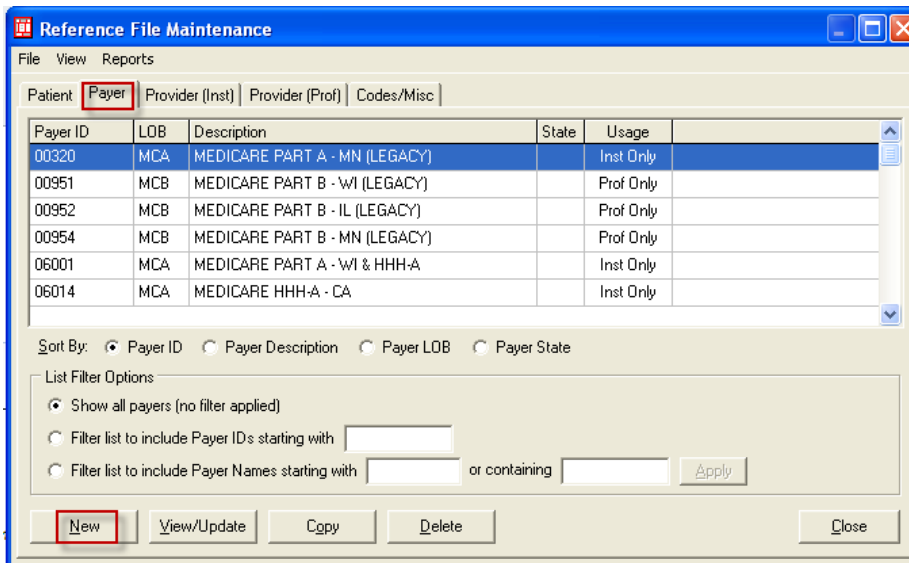 Reference File Maintenance
File View Reports
Patient Payer Provider (Inst) Provider (Prof) Codes/Misc
Payer ID LOB Description State Usage
00320 MCA MEDICARE PART A - MN (LEGACY) Inst Only
00951 MCB MEDICARE PART B - WI (LEGACY) Prof Only
00952 MCB MEDICARE PART B - IL (LEGACY) Prof Only
00954 MCB MEDICARE PART B - MN (LEGACY) Prof Only
06001 MCA MEDICARE PART A - WI & HHH-A Inst Only
06014 MCA MEDICARE HHH-A - CA Inst Only
Sort By: Payer ID Payer Description Payer LOB Payer State
List Filter Options
Show all payers (no filter applied)
Filter list to include Payer IDs starting with
Filter list to include Payer Names starting with or containing Apply
New View/Update Copy Delete Close